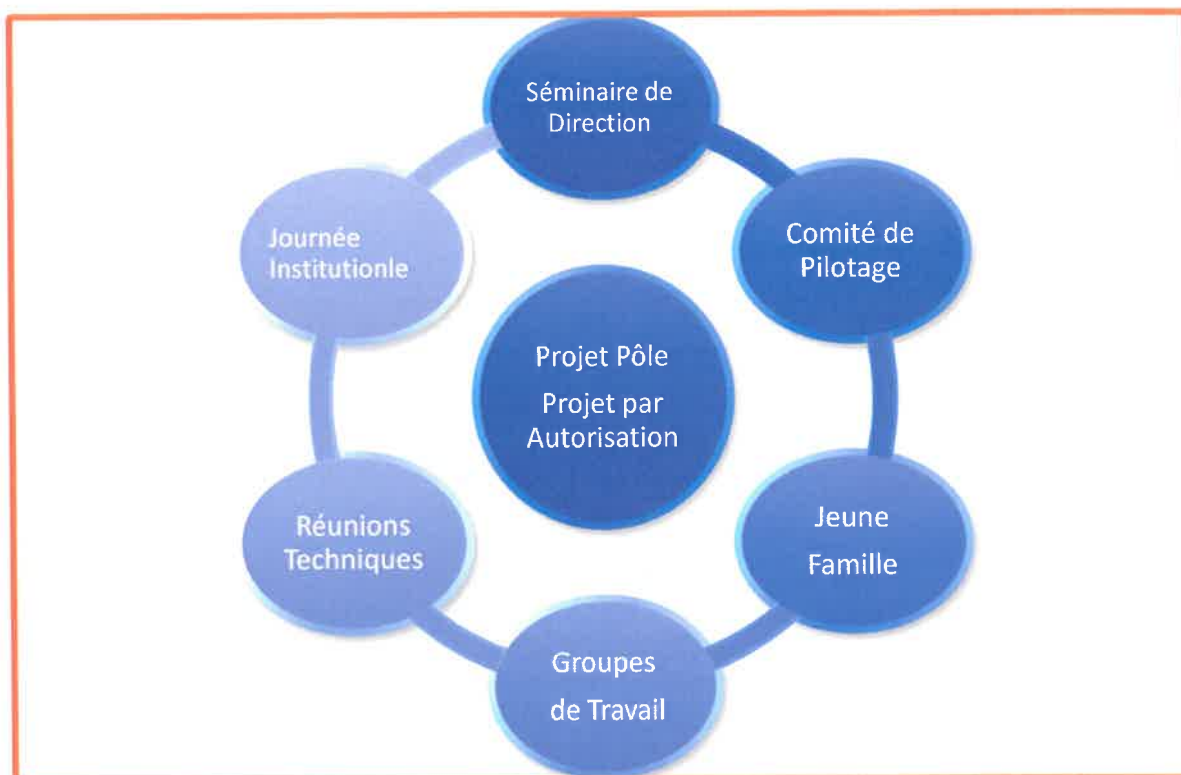 Séminaire de
Direction
Comité de
Pilotage
Jeune
Famille
Groupes
de Travail
Réunions
Techniques
Journée
Institutionle
Projet Pôle
Projet par
Autorisation